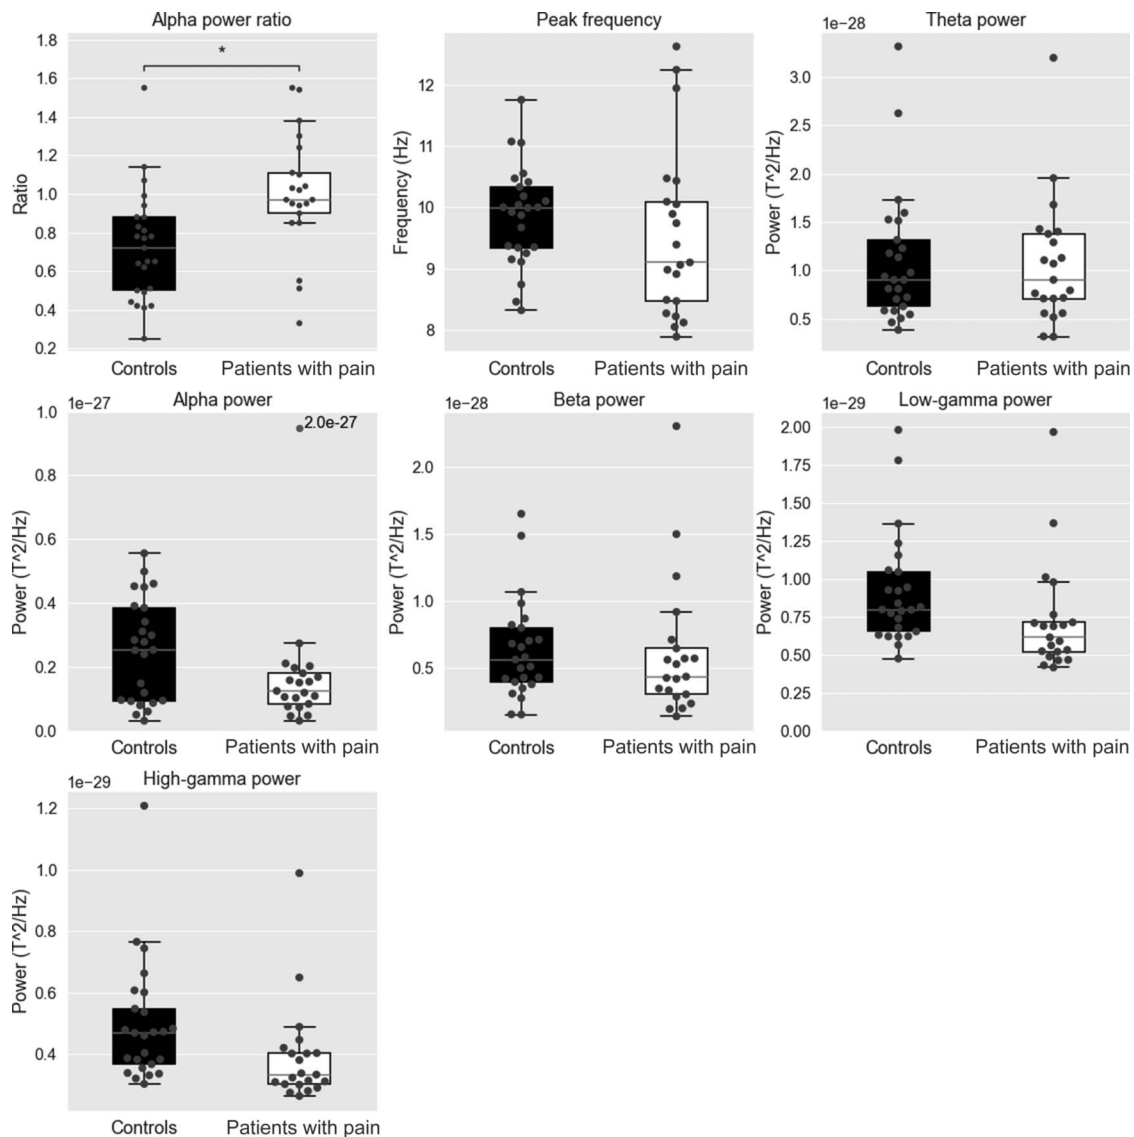 Alpha power ratio
1.8
1.6
1.4
1.2
1.0
0.8
0.6
0.4
0.2
Ratio
*
Controls
Patients with pain
Peak frequency
12
11
10
9
8
Frequency (Hz)
Controls
Patients with pain
1e−28
Theta power
3.0
2.5
2.0
1.5
1.0
0.5
Power (T^2/Hz)
Controls
Patients with pain
1e−27
Alpha power
1.0
0.8
0.6
0.4
0.2
0.0
Power (T^2/Hz)
2.0e-27
Controls
Patients with pain
1e−28
Beta power
2.0
1.5
1.0
0.5
Power (T^2/Hz)
Controls
Patients with pain
1e−29
Low-gamma power
2.00
1.75
1.50
1.25
1.00
0.75
0.50
0.25
0.00
Power (T^2/Hz)
Controls
Patients with pain
1e−29
High-gamma power
1.2
1.0
0.8
0.6
0.4
Power (T^2/Hz)
Controls
Patients with pain